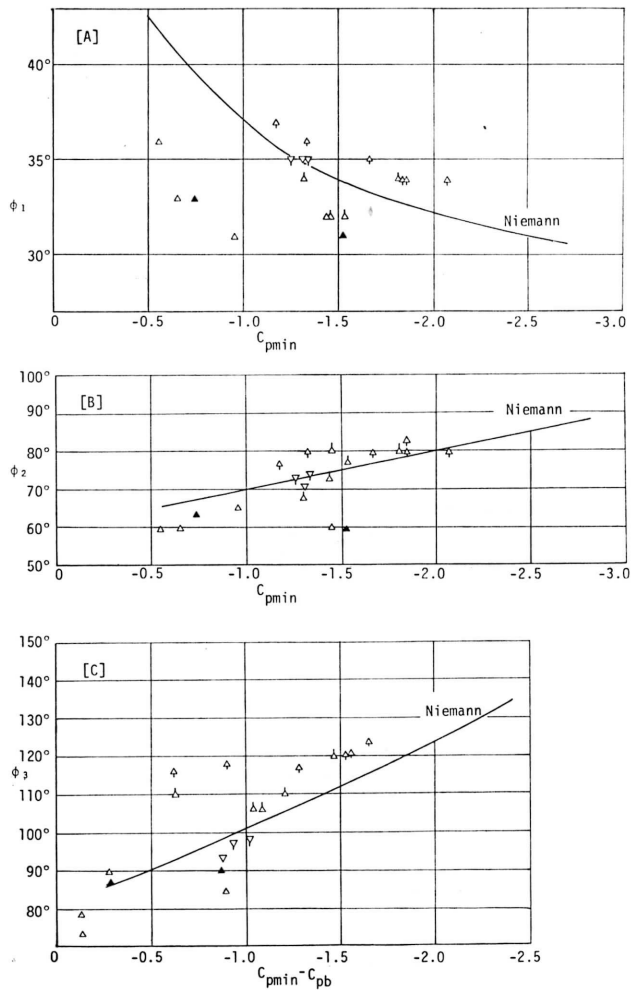 [A]
40°
35°
ϕ1
30°
Niemann
0 -0.5 -1.0 -1.5 -2.0 -2.5 -3.0
Cpmin
100°
[B]
90°
Niemann
80°
ϕ2
70°
60°
50°
0 -0.5 -1.0 -1.5 -2.0 -2.5 -3.0
Cpmin
150°
[C]
140°
130°
Niemann
120°
ϕ3
110°
100°
90°
80°
0 -0.5 -1.0 -1.5 -2.0 -2.5
Cpmin-Cpb